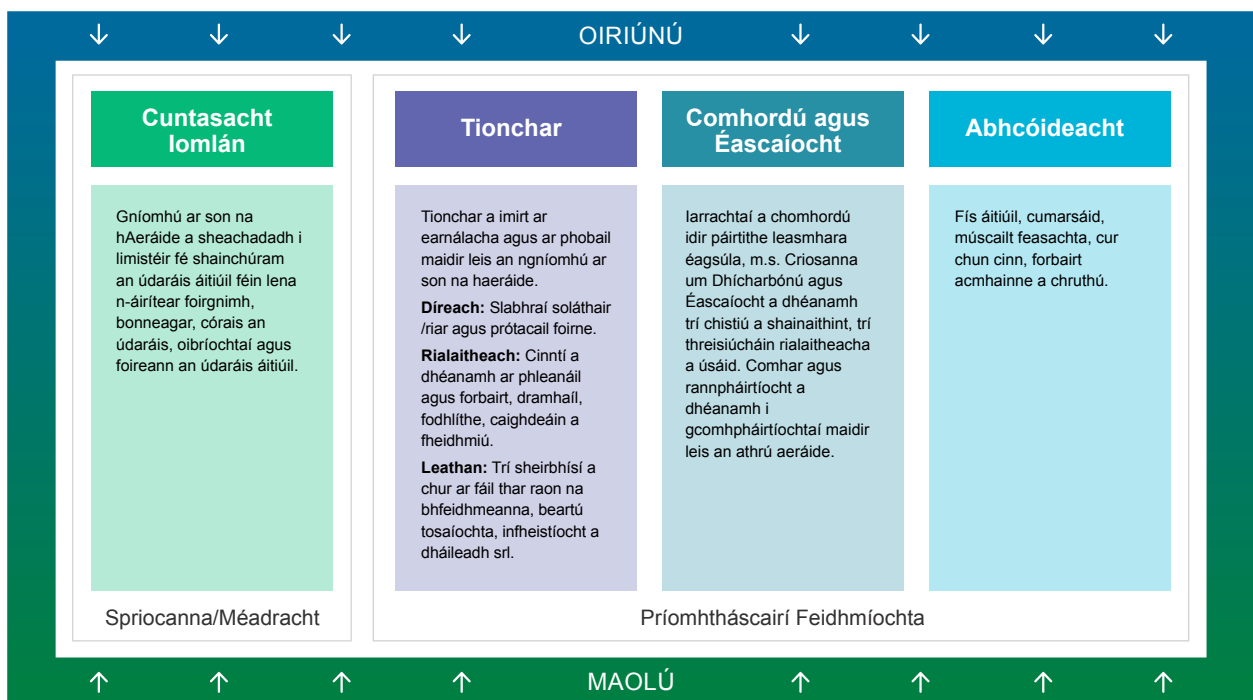 OIRIÚNÚ
Cuntasacht
Iomlán
Gníomhú ar son na
hAeráide a sheachadadh i
limistéir fé shainchúram
an údaráis áitiúil féin lena
n-áirítear foirgnimh,
bonneagar, córais an
údaráis, oibríochtaí agus
foireann an údaráis áitiúil.
Spriocanna/Méadracht
Tionchar
Tionchar a imirt ar
earnálacha agus ar phobail
maidir leis an ngníomhú ar
son na haeráide.
Díreach: Slabhraí soláthair
/riar agus prótacail foirne.
Rialaitheach: Cinntí a
dhéanamh ar phleanáil
agus forbairt, dramhaíl,
fodhlíthe, caighdeáin a
fheidhmiú.
Leathan: Trí sheirbhísí a
chur ar fáil thar raon na
bhfeidhmeanna, beartú
tosaíochta, infheistíocht a
dháileadh srl.
Comhordú agus
Éascaíocht
Iarrachtaí a chomhordú
idir páirtithe leasmhara
éagsúla, m.s. Criosanna
um Dhícharbónú agus
Éascaíocht a dhéanamh
trí chistiú a shainaithint, trí
threisiúcháin rialaitheacha
a úsáid. Comhar agus
rannpháirtíocht a
dhéanamh i
gcomhpháirtíochtaí maidir
leis an athrú aeráide.
Abhcóideacht
Fís áitiúil, cumarsáid,
múscailt feasachta, cur
chun cinn, forbairt
acmhainne a chruthú.
Príomhtháscairí Feidhmíochta
MAOLÚ